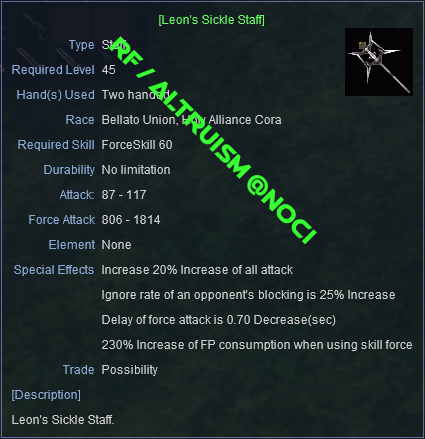 [Leon's Sickle Staff]
Type Staff
Required Level 45
Hand(s) Used Two handed
Race Bellato Union, Holy Alliance Cora
Required Skill ForceSkill 60
Durability No limitation
Attack: 87 - 117
Force Attack 806 - 1814
Element None
Special Effects Increase 20% Increase of all attack
Ignore rate of an opponent's blocking is 25% Increase
Delay of force attack is 0.70 Decrease(sec)
230% Increase of FP consumption when using skill force
Trade Possibility
[Description]
Leon's Sickle Staff.
RF / ALTRUISM @NOCI